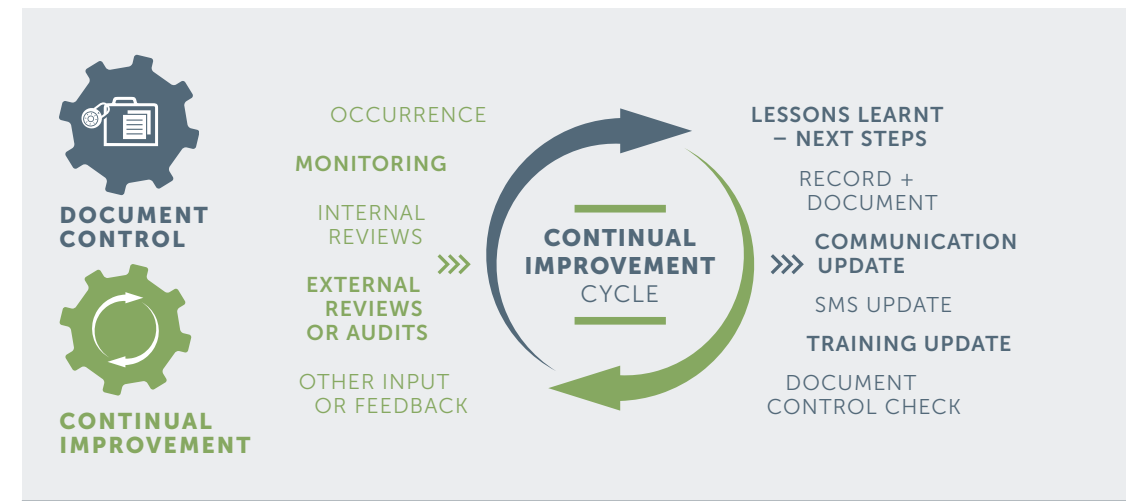 DOCUMENT
CONTROL
CONTINUAL
IMPROVEMENT
OCCURRENCE
MONITORING
INTERNAL
REVIEWS
EXTERNAL
REVIEWS
OR AUDITS
OTHER INPUT
OR FEEDBACK
CONTINUAL
IMPROVEMENT
CYCLE
LESSONS LEARNT
– NEXT STEPS
RECORD +
DOCUMENT
COMMUNICATION
UPDATE
SMS UPDATE
TRAINING UPDATE
DOCUMENT
CONTROL CHECK